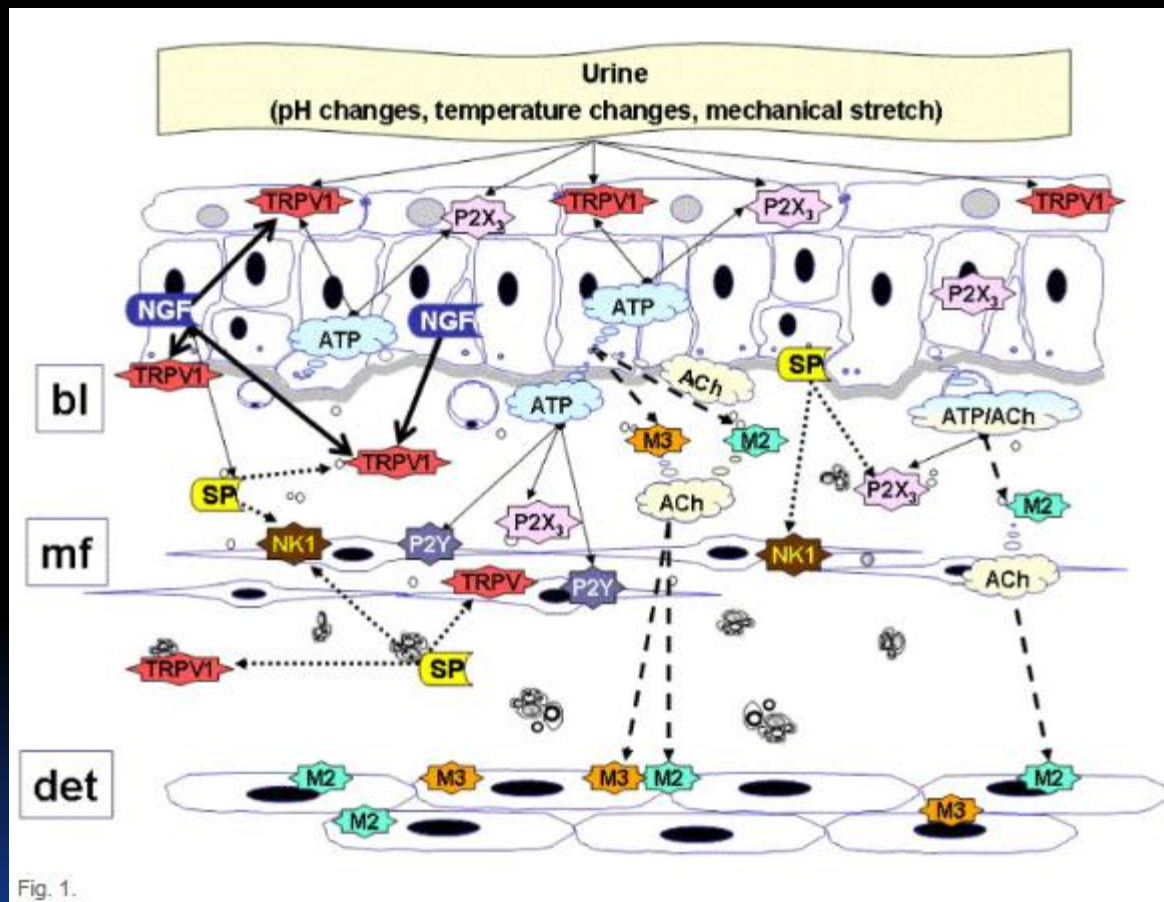 Urine
(pH changes, temperature changes, mechanical stretch)
TRPV1
P2X3
TRPV1
P2X3
TRPV1
NGF
ATP
NGF
ATP
P2X3
TRPV1
SP
ACh
bl
ATP
ATP/ACh
M3
M2
TRPV1
SP
P2X3
ACh
M2
P2X3
mf
NK1
P2Y
NK1
ACh
TRPV
P2Y
TRPV1
SP
det
M2
M3
M3
M2
M2
M2
M3
Fig. 1.